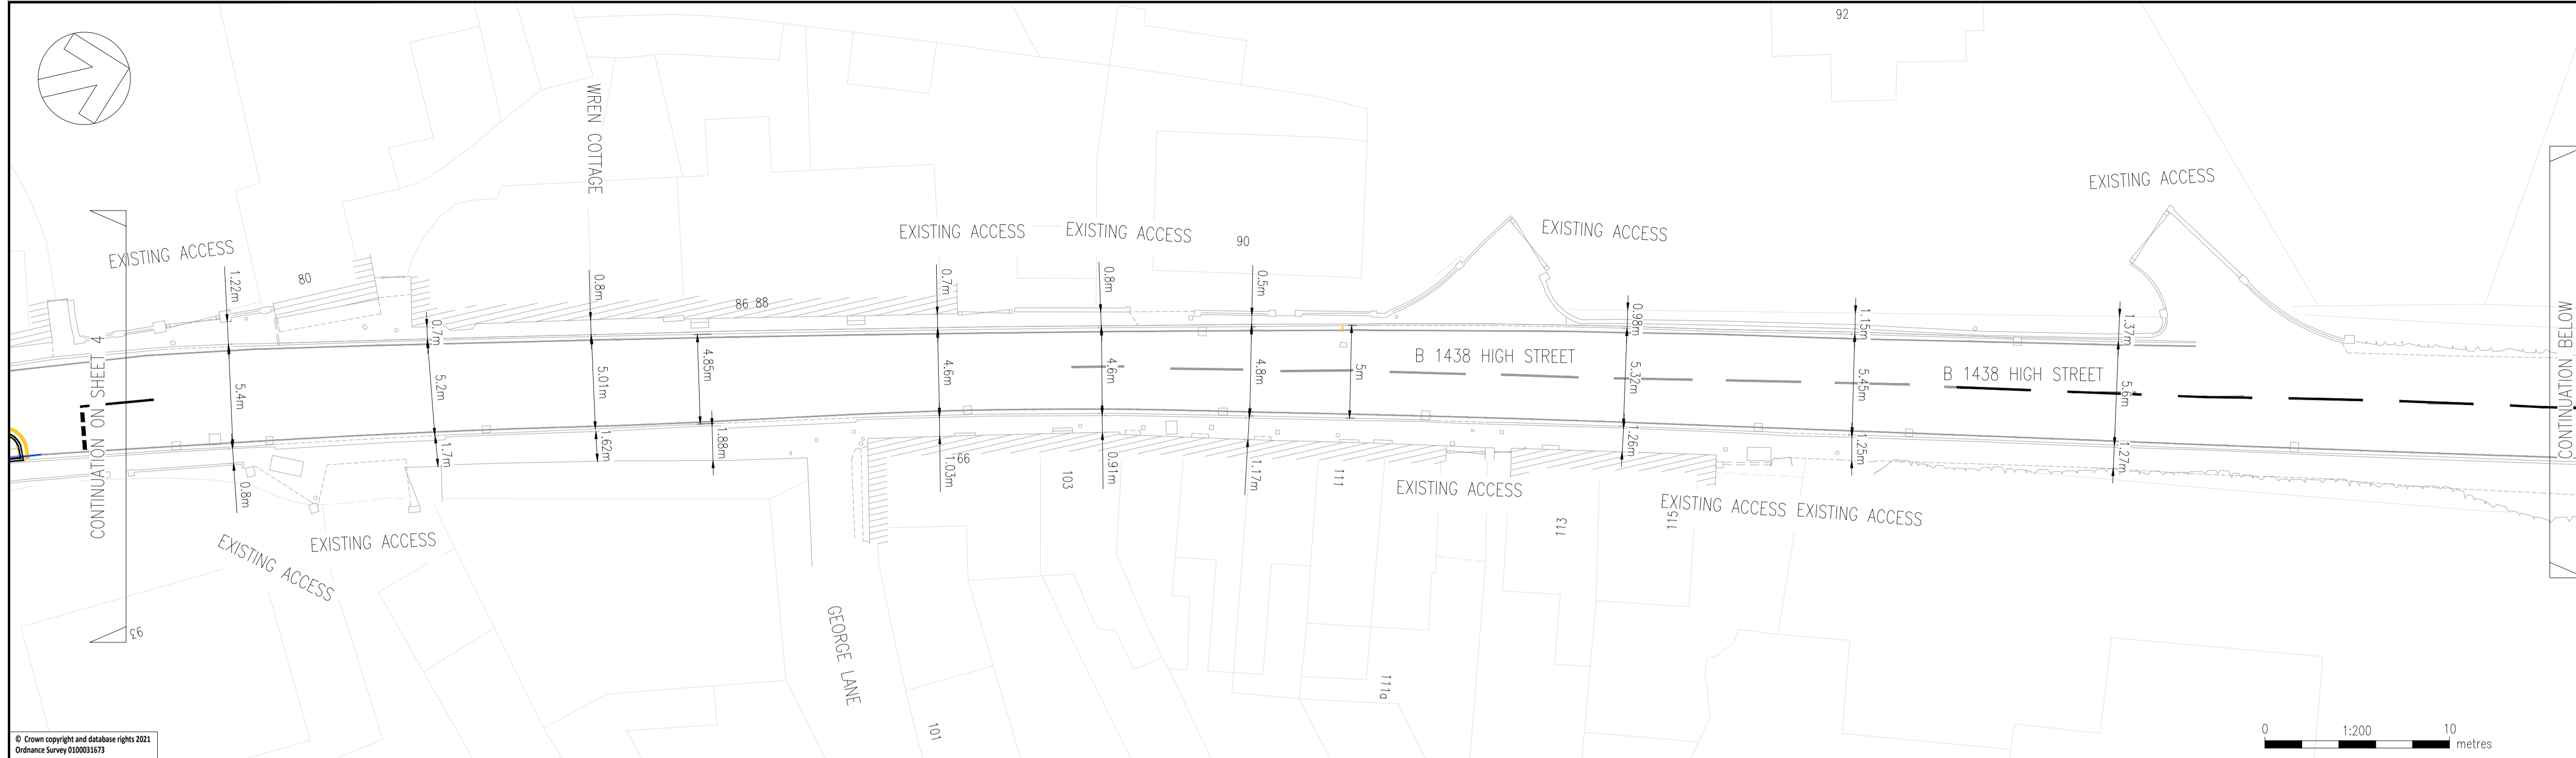 92
WREN COTTAGE
EXISTING ACCESS
EXISTING ACCESS
EXISTING ACCESS
EXISTING ACCESS
90
EXISTING ACCESS
80
86 88
1.22m
0.7m
0.8m
0.7m
0.8m
0.5m
0.98m
1.15m
1.37m
CONTINUATION ON SHEET 4
5.4m
5.2m
5.01m
4.85m
4.6m
4.6m
4.8m
5m
B 1438 HIGH STREET
5.32m
5.45m
B 1438 HIGH STREET
5.6m
CONTINUATION BELOW
0.8m
1.7m
1.62m
1.88m
1.03m
66
0.91m
1.17m
1.26m
1.25m
1.27m
103
111
EXISTING ACCESS
113
115
EXISTING ACCESS EXISTING ACCESS
EXISTING ACCESS
EXISTING ACCESS
93
GEORGE LANE
101
111a
© Crown copyright and database rights 2021
Ordnance Survey 0100031673
0 1:200 10
metres